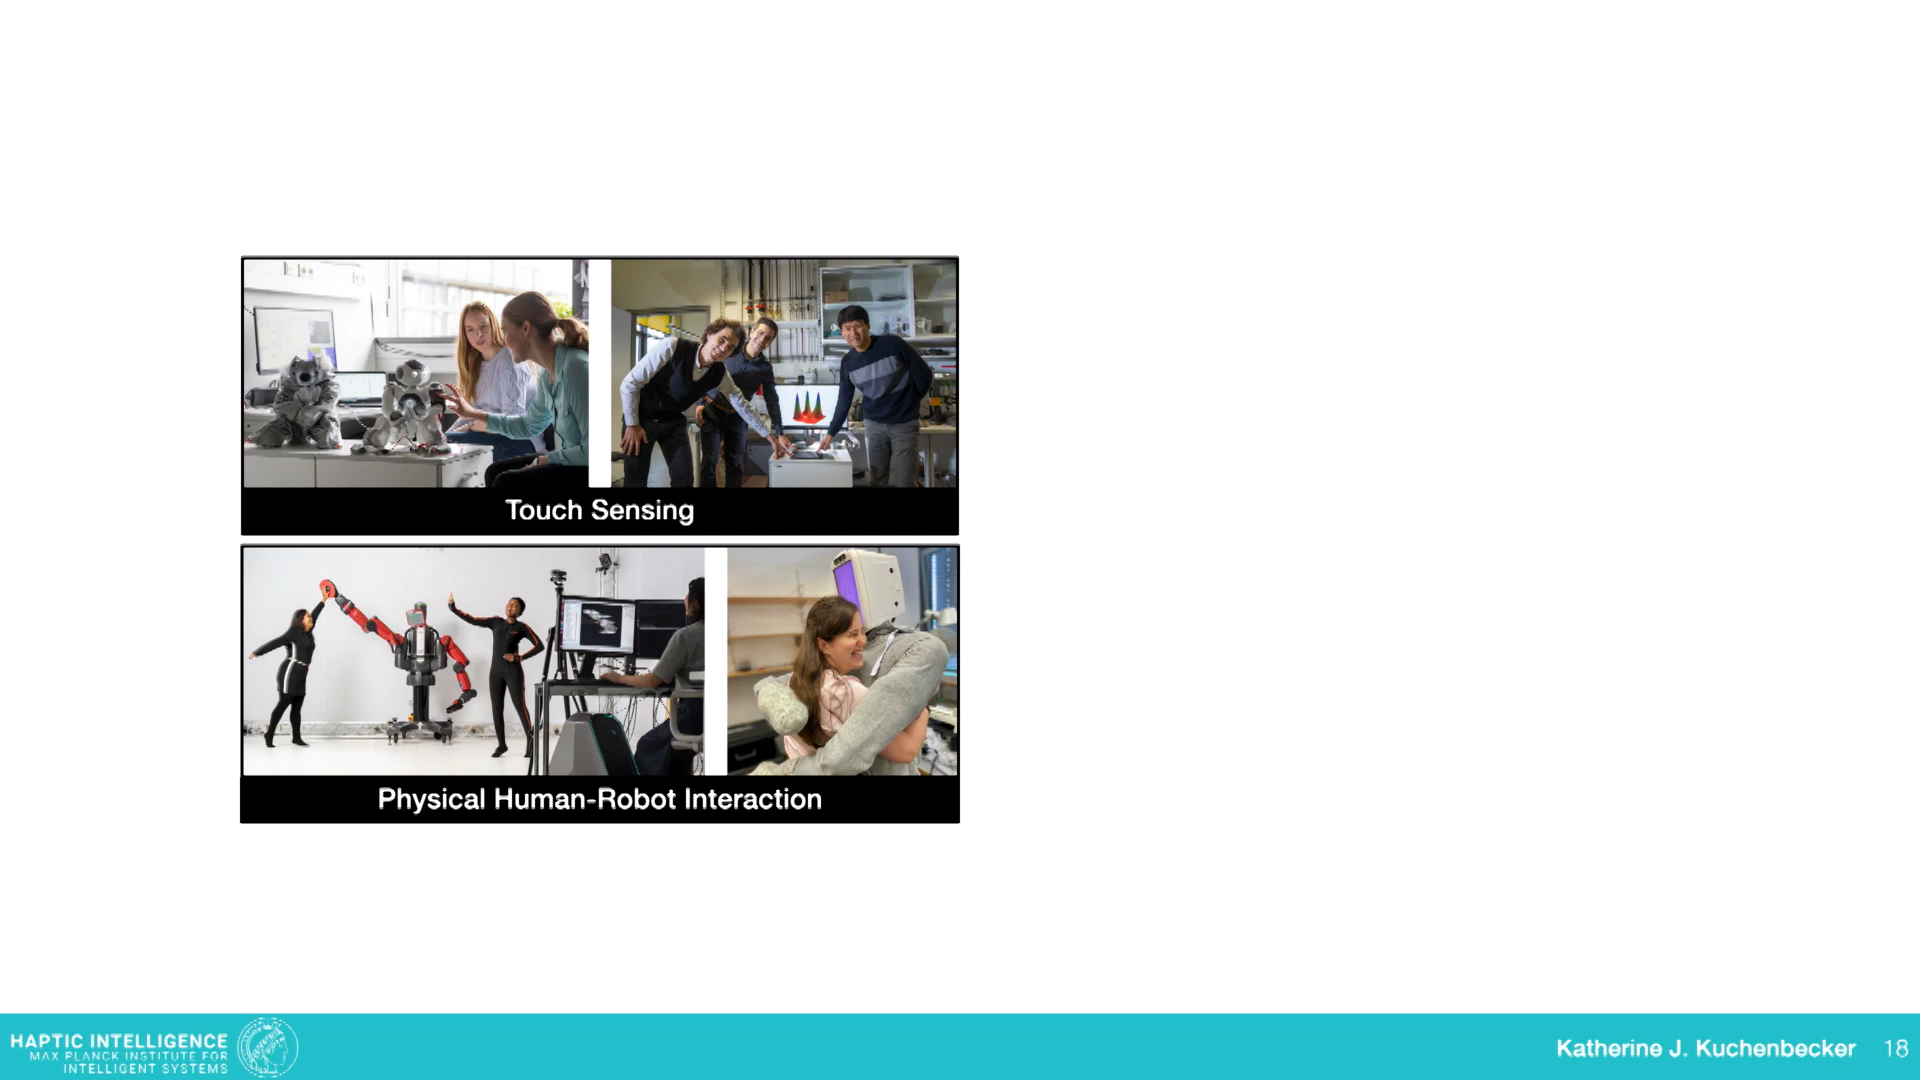 Touch Sensing
Physical Human-Robot Interaction
HAPTIC INTELLIGENCE
MAX PLANCK INSTITUTE FOR
INTELLIGENT SYSTEMS
Katherine J. Kuchenbecker 18